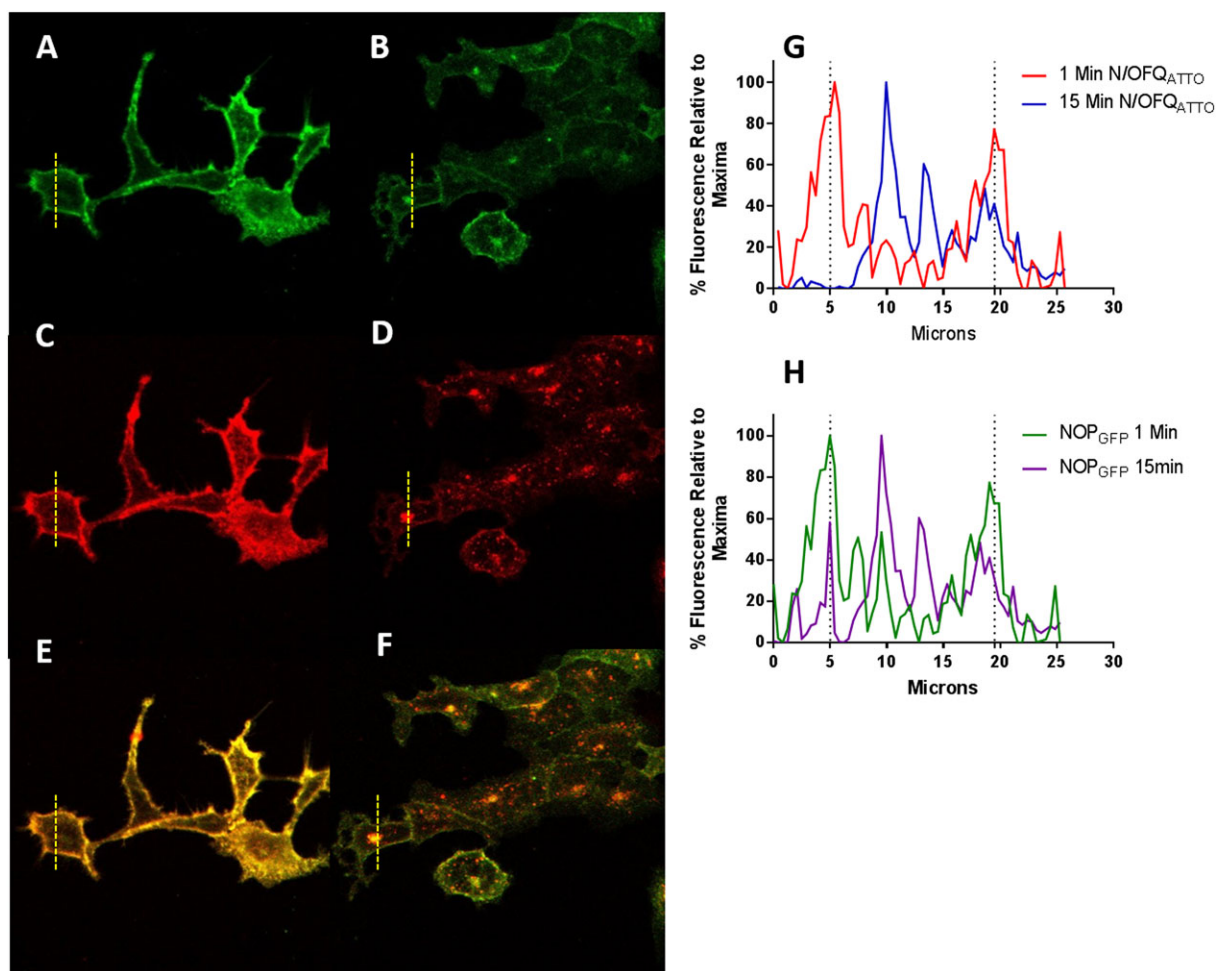 A
B
C
D
E
F
G
% Fluorescence Relative to
Maxima
100
80
60
40
20
0
0 5 10 15 20 25 30
Microns
1 Min N/OFQATTO
15 Min N/OFQATTO
H
% Fluorescence Relative to
Maxima
100
80
60
40
20
0
0 5 10 15 20 25 30
Microns
NOPGFP 1 Min
NOPGFP 15min